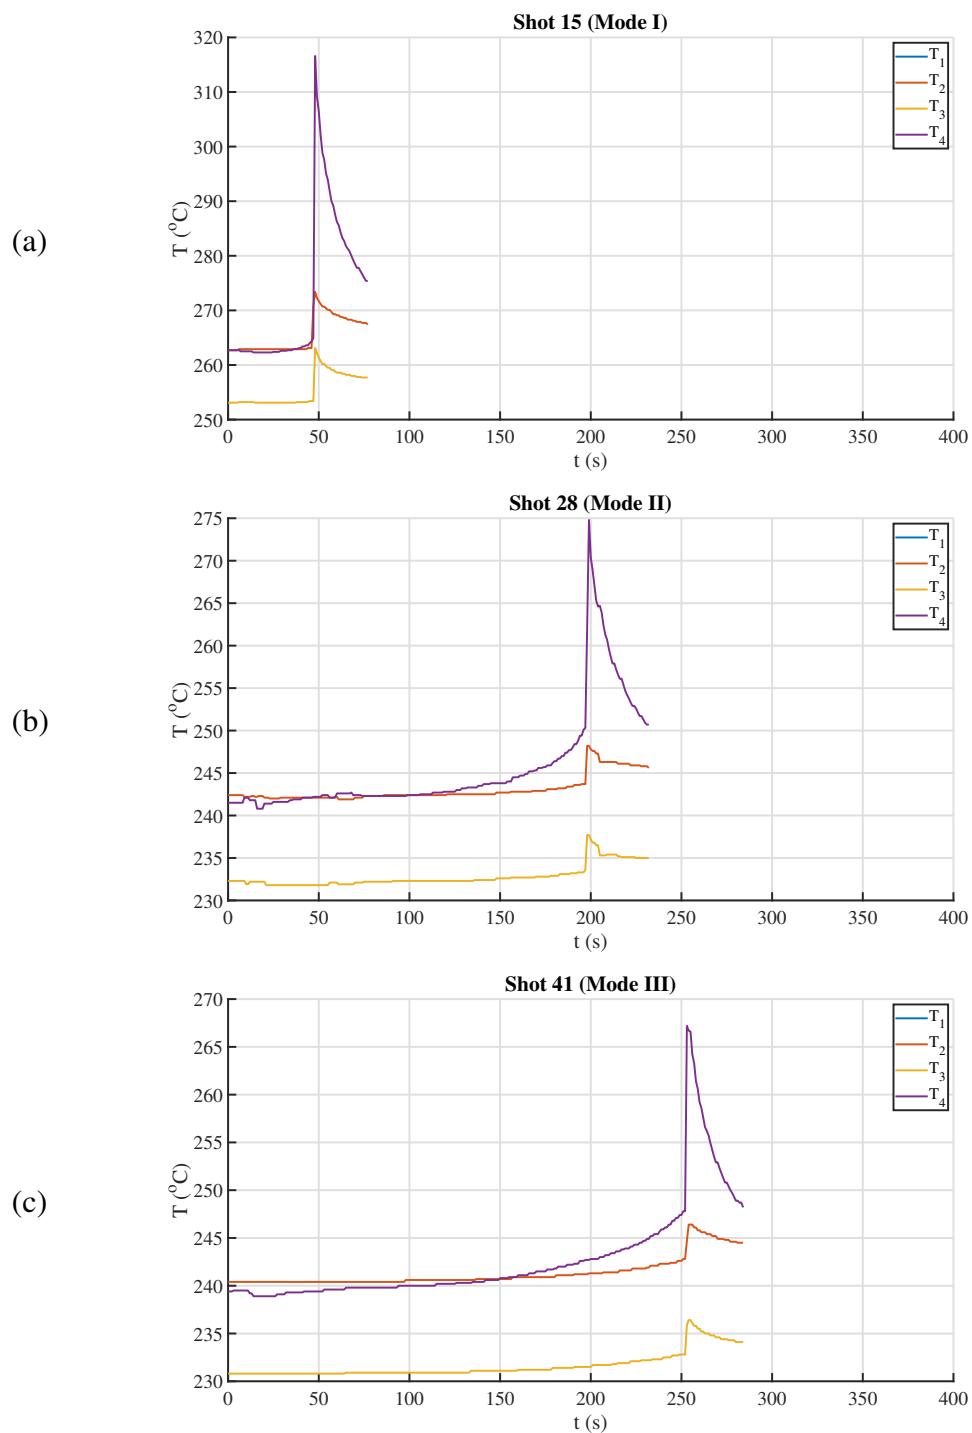 (a)
Shot 15 (Mode I)
T (°C)
320
310
300
290
280
270
260
250
0 50 100 150 200 250 300 350 400
t (s)
T1
T2
T3
T4
(b)
Shot 28 (Mode II)
T (°C)
275
270
265
260
255
250
245
240
235
230
0 50 100 150 200 250 300 350 400
t (s)
T1
T2
T3
T4
(c)
Shot 41 (Mode III)
T (°C)
270
265
260
255
250
245
240
235
230
0 50 100 150 200 250 300 350 400
t (s)
T1
T2
T3
T4